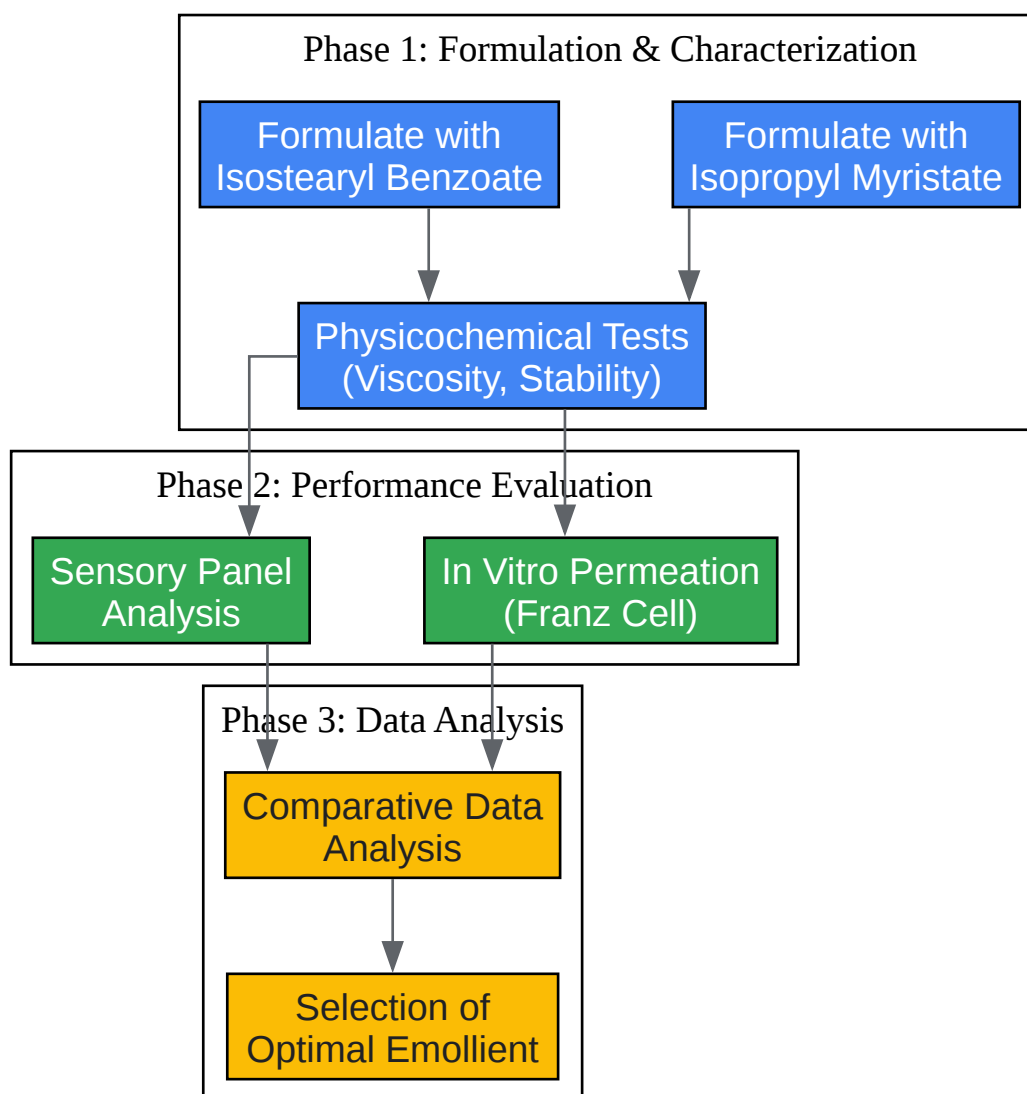 Phase 1: Formulation & Characterization
Formulate with
Isostearyl Benzoate
Formulate with
Isopropyl Myristate
Physicochemical Tests
(Viscosity, Stability)
Phase 2: Performance Evaluation
Sensory Panel
Analysis
In Vitro Permeation
(Franz Cell)
Phase 3: Data Analysis
Comparative Data
Analysis
Selection of
Optimal Emollient